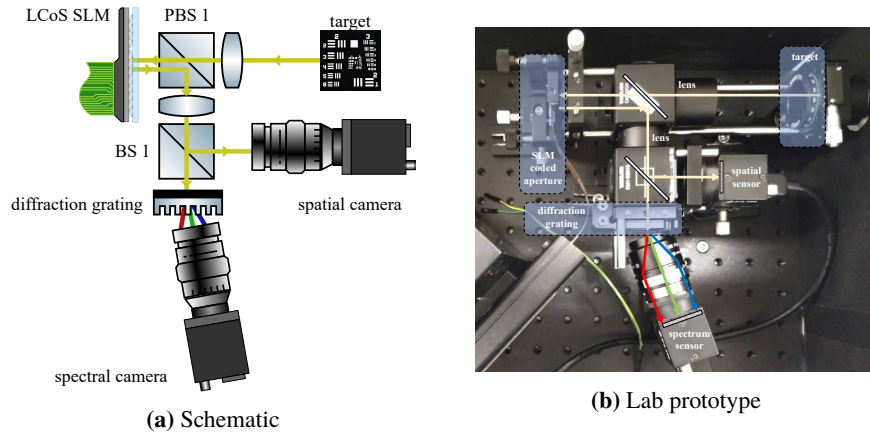 LCoS SLM
PBS 1
target
BS 1
diffraction grating
spatial camera
spectral camera
(a) Schematic
target
lens
lens
SLM
coded
aperture
spatial
sensor
diffraction
grating
spectrum
sensor
(b) Lab prototype